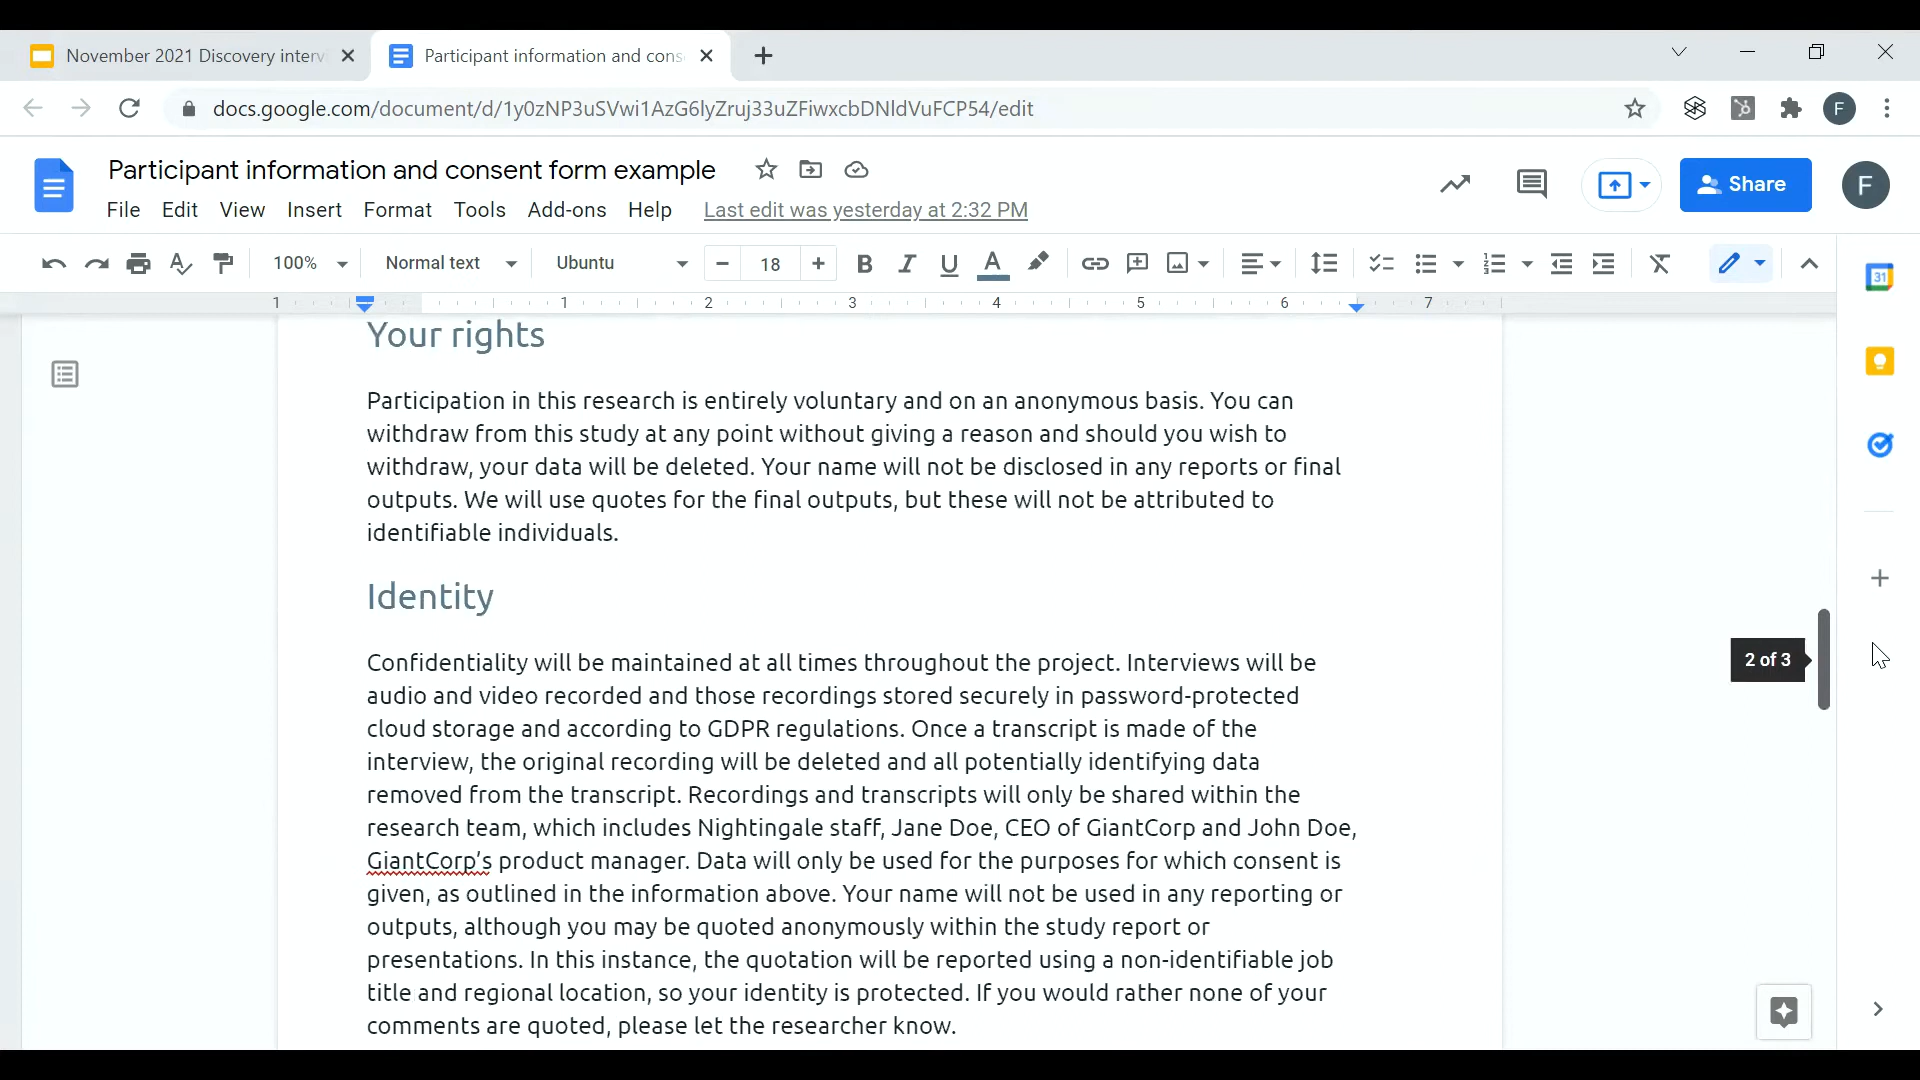 November 2021 Discovery interv
Participant information and cons
docs.google.com/document/d/1y0zNP3uSVwi1AzG6lyZruj33uZFiwxcbDNldVuFCP54/edit
F
Participant information and consent form example
File Edit View Insert Format Tools Add-ons Help Last edit was yesterday at 2:32 PM
Share
F
100% Normal text Ubuntu 18 B I U A
31
1 1 2 3 4 5 6 7
Your rights
Participation in this research is entirely voluntary and on an anonymous basis. You can
withdraw from this study at any point without giving a reason and should you wish to
withdraw, your data will be deleted. Your name will not be disclosed in any reports or final
outputs. We will use quotes for the final outputs, but these will not be attributed to
identifiable individuals.
Identity
Confidentiality will be maintained at all times throughout the project. Interviews will be
audio and video recorded and those recordings stored securely in password-protected
cloud storage and according to GDPR regulations. Once a transcript is made of the
interview, the original recording will be deleted and all potentially identifying data
removed from the transcript. Recordings and transcripts will only be shared within the
research team, which includes Nightingale staff, Jane Doe, CEO of GiantCorp and John Doe,
GiantCorp's product manager. Data will only be used for the purposes for which consent is
given, as outlined in the information above. Your name will not be used in any reporting or
outputs, although you may be quoted anonymously within the study report or
presentations. In this instance, the quotation will be reported using a non-identifiable job
title and regional location, so your identity is protected. If you would rather none of your
comments are quoted, please let the researcher know.
2 of 3